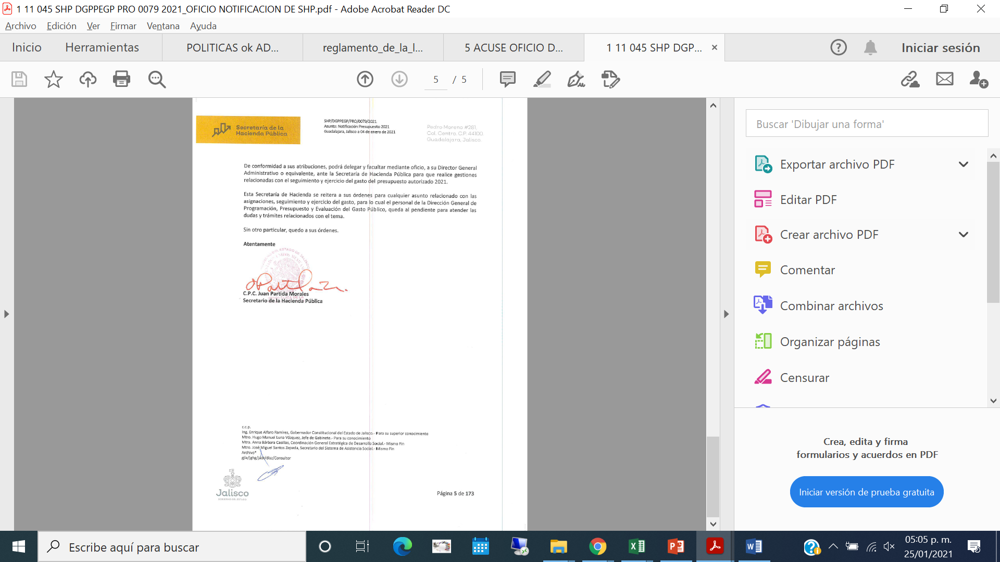 1 11 045 SHP DGPPEGP PRO 0079 2021_OFICIO NOTIFICACION DE SHP.pdf - Adobe Acrobat Reader DC
Archivo Edición Ver Firmar Ventana Ayuda
Inicio Herramientas POLITICAS ok AD... reglamento_de_la_l... 5 ACUSE OFICIO D... 1 11 045 SHP DGP... Iniciar sesión
5 / 5
Secretaría de la
Hacienda Pública
SHP/DGPPEGP/PRO/0079/2021.
Asunto: Notificación Presupuesto 2021
Guadalajara, Jalisco a 04 de enero de 2021
Pedro Moreno #281,
Col. Centro. C.P. 44100.
Guadalajara, Jalisco.
De conformidad a sus atribuciones, podrá delegar y facultar mediante oficio, a su Director General
Administrativo o equivalente, ante la Secretaría de Hacienda Pública para que realice gestiones
relacionadas con el seguimiento y ejercicio del gasto del presupuesto autorizado 2021.
Esta Secretaría de Hacienda se reitera a sus órdenes para cualquier asunto relacionado con las
asignaciones, seguimiento y ejercicio del gasto, para lo cual el personal de la Dirección General de
Programación, Presupuesto y Evaluación del Gasto Público, queda al pendiente para atender las
dudas y trámites relacionados con el tema.
Sin otro particular, quedo a sus órdenes.
Atentamente
C.P.C. Juan Partida Morales
Secretario de la Hacienda Pública
c.c.p.
Ing. Enrique Alfaro Ramírez, Gobernador Constitucional del Estado de Jalisco.- Para su superior conocimiento
Mtro. Hugo Manuel Luna Vázquez, Jefe de Gabinete.- Para su conocimiento
Mtra. Anna Bárbara Casillas, Coordinación General Estratégica de Desarrollo Social.- Mismo Fin
Mtro. José Miguel Santos Zepeda, Secretario del Sistema de Asistencia Social.- Mismo Fin
Archivo*
Jalisco
GOBIERNO DEL ESTADO
Página 5 de 173
Buscar 'Dibujar una forma'
Exportar archivo PDF
Editar PDF
Crear archivo PDF
Comentar
Combinar archivos
Organizar páginas
Censurar
Crea, edita y firma
formularios y acuerdos en PDF
Iniciar versión de prueba gratuita
Escribe aquí para buscar
05:05 p. m.
25/01/2021